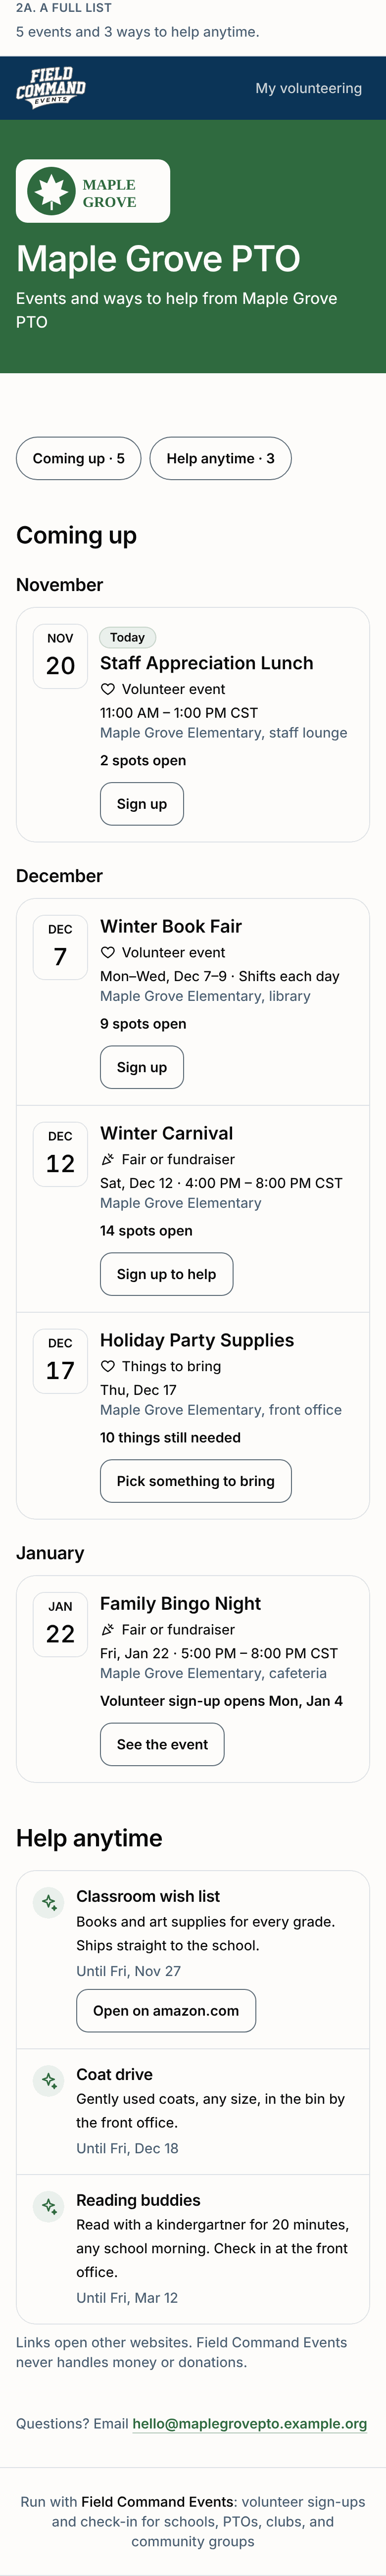 2A. A FULL LIST
5 events and 3 ways to help anytime.
FIELD
COMMAND
EVENTS
My volunteering
MAPLE
GROVE
Maple Grove PTO
Events and ways to help from Maple Grove
PTO
Coming up · 5
Help anytime · 3
Coming up
November
NOV
20
Today
Staff Appreciation Lunch
Volunteer event
11:00 AM – 1:00 PM CST
Maple Grove Elementary, staff lounge
2 spots open
Sign up
December
DEC
7
Winter Book Fair
Volunteer event
Mon–Wed, Dec 7–9 · Shifts each day
Maple Grove Elementary, library
9 spots open
Sign up
DEC
12
Winter Carnival
Fair or fundraiser
Sat, Dec 12 · 4:00 PM – 8:00 PM CST
Maple Grove Elementary
14 spots open
Sign up to help
DEC
17
Holiday Party Supplies
Things to bring
Thu, Dec 17
Maple Grove Elementary, front office
10 things still needed
Pick something to bring
January
JAN
22
Family Bingo Night
Fair or fundraiser
Fri, Jan 22 · 5:00 PM – 8:00 PM CST
Maple Grove Elementary, cafeteria
Volunteer sign-up opens Mon, Jan 4
See the event
Help anytime
Classroom wish list
Books and art supplies for every grade.
Ships straight to the school.
Until Fri, Nov 27
Open on amazon.com
Coat drive
Gently used coats, any size, in the bin by
the front office.
Until Fri, Dec 18
Reading buddies
Read with a kindergartner for 20 minutes,
any school morning. Check in at the front
office.
Until Fri, Mar 12
Links open other websites. Field Command Events
never handles money or donations.
Questions? Email hello@maplegrovepto.example.org
Run with Field Command Events: volunteer sign-ups
and check-in for schools, PTOs, clubs, and
community groups